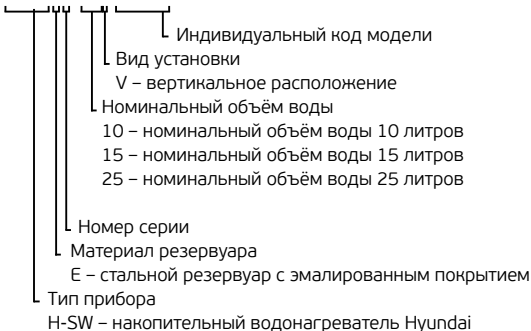 Индивидуальный код модели
Вид установки
V – вертикальное расположение
Номинальный объём воды
10 – номинальный объём воды 10 литров
15 – номинальный объём воды 15 литров
25 – номинальный объём воды 25 литров
Номер серии
Материал резервуара
E – стальной резервуар с эмалированным покрытием
Тип прибора
H-SW – накопительный водонагреватель Hyundai